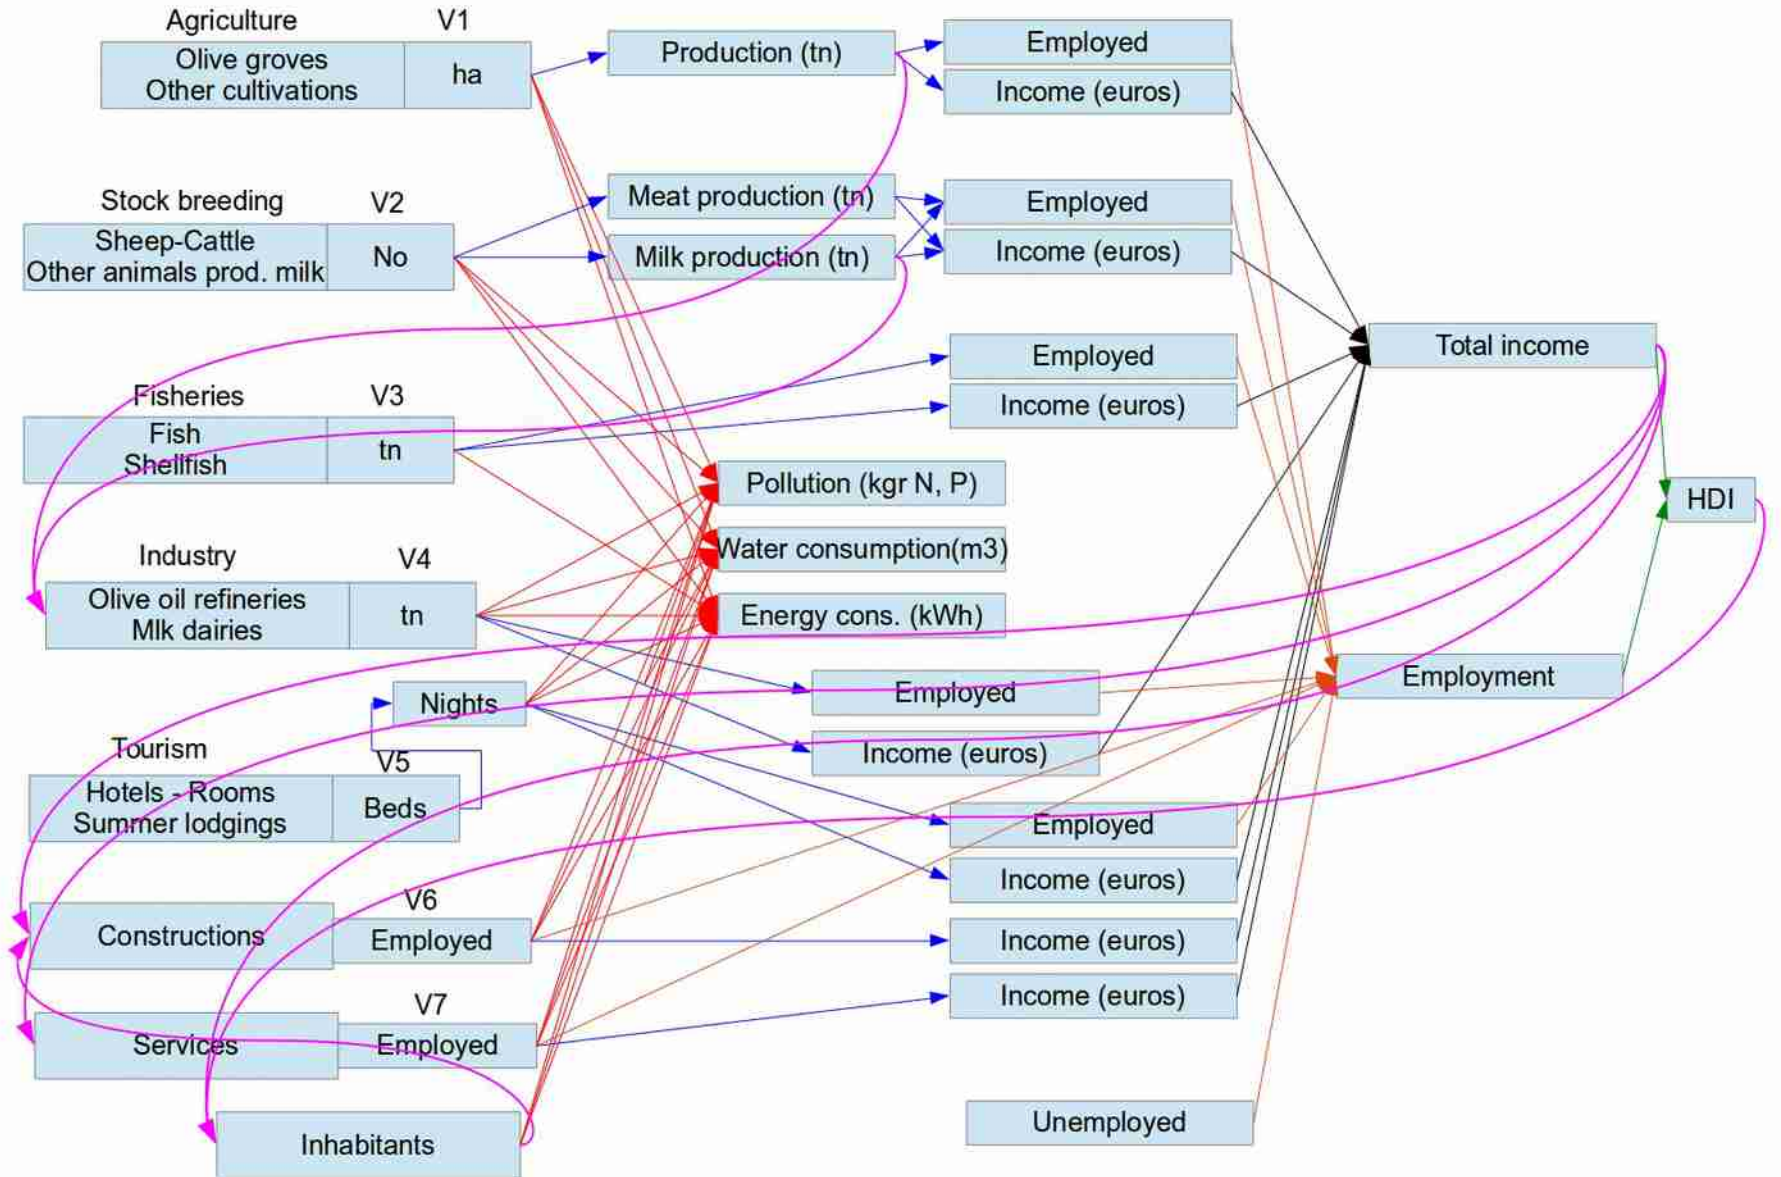 Agriculture V1
Olive groves
Other cultivations
ha
Production (tn)
Employed
Income (euros)
Stock breeding V2
Sheep-Cattle
Other animals prod. milk
No
Meat production (tn)
Milk production (tn)
Employed
Income (euros)
Fisheries V3
Fish
Shellfish
tn
Employed
Income (euros)
Total income
Pollution (kgr N, P)
Water consumption(m3)
Energy cons. (kWh)
HDI
Industry V4
Olive oil refineries
Mlk dairies
tn
Employed
Income (euros)
Employment
Nights
Tourism V5
Hotels - Rooms
Summer lodgings
Beds
Employed
Income (euros)
V6
Constructions
Employed
Income (euros)
V7
Services
Employed
Income (euros)
Unemployed
Inhabitants